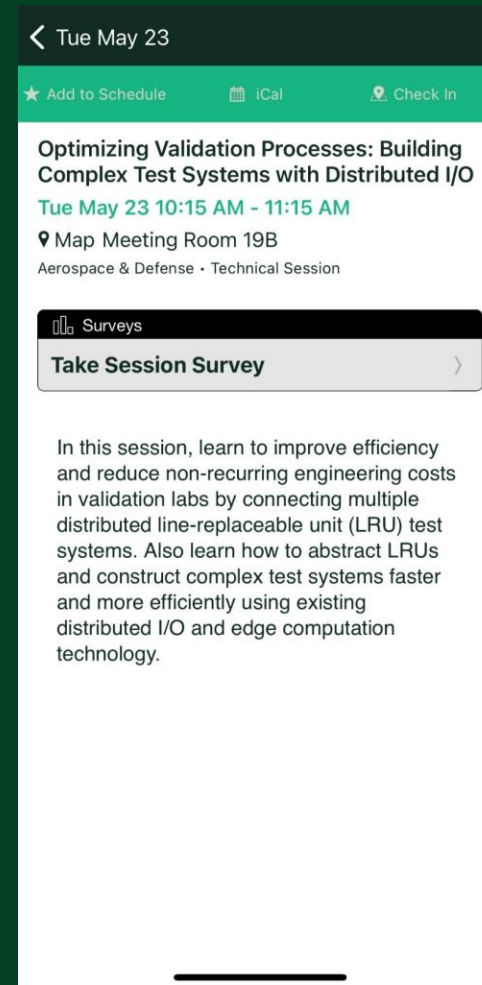 Tue May 23
Add to Schedule iCal Check In
Optimizing Validation Processes: Building
Complex Test Systems with Distributed I/O
Tue May 23 10:15 AM - 11:15 AM
Map Meeting Room 19B
Aerospace & Defense • Technical Session
Surveys
Take Session Survey
In this session, learn to improve efficiency
and reduce non-recurring engineering costs
in validation labs by connecting multiple
distributed line-replaceable unit (LRU) test
systems. Also learn how to abstract LRUs
and construct complex test systems faster
and more efficiently using existing
distributed I/O and edge computation
technology.